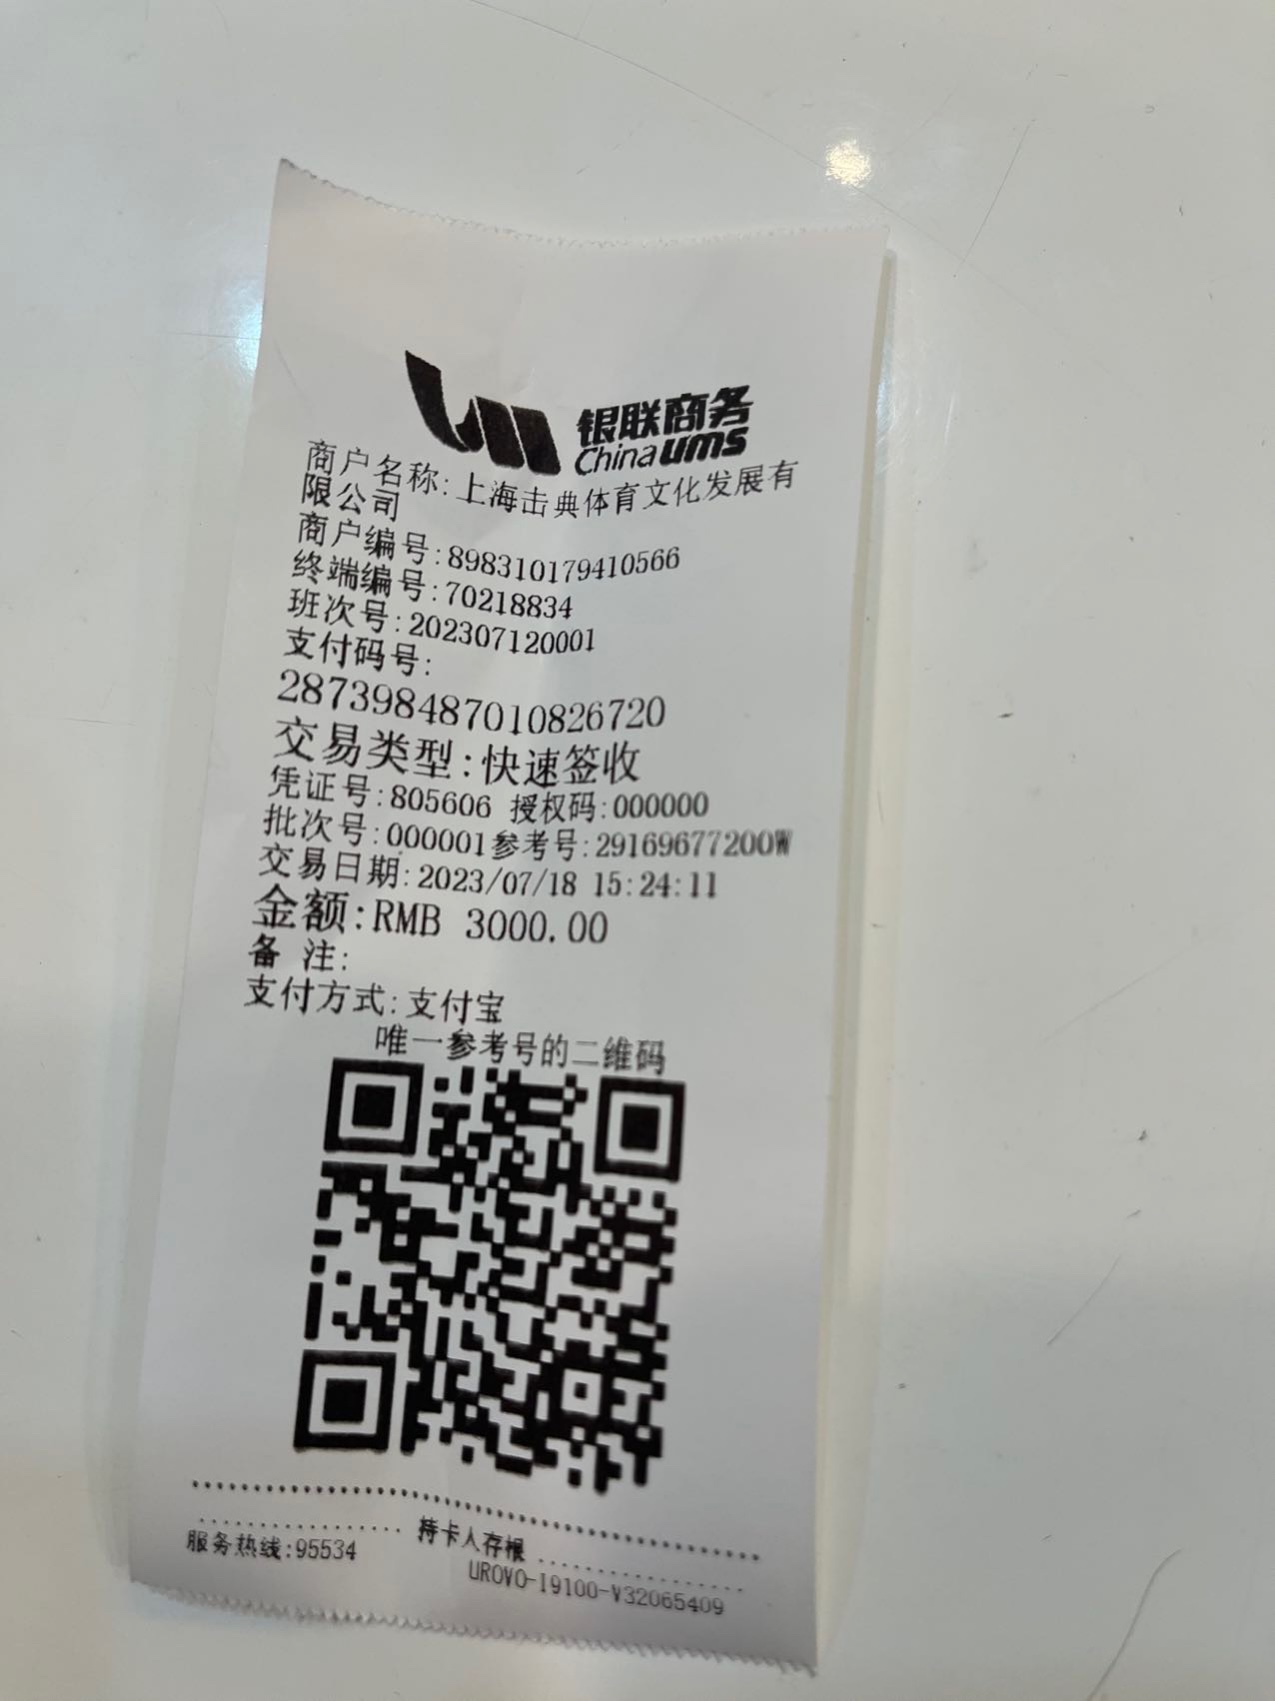 银联商务
Chinaums
商户名称:上海击典体育文化发展有
限公司
商户编号:898310179410566
终端编号:70218834
班次号:202307120001
支付码号:
287398487010826720
交易类型:快速签收
凭证号:805606 授权码:000000
批次号:000001参考号:29169677200W
交易日期:2023/07/18 15:24:11
金额:RMB 3000.00
备 注:
支付方式:支付宝
唯一参考号的二维码
持卡人存根
服务热线:95534
UROVO-I9100-V32065409